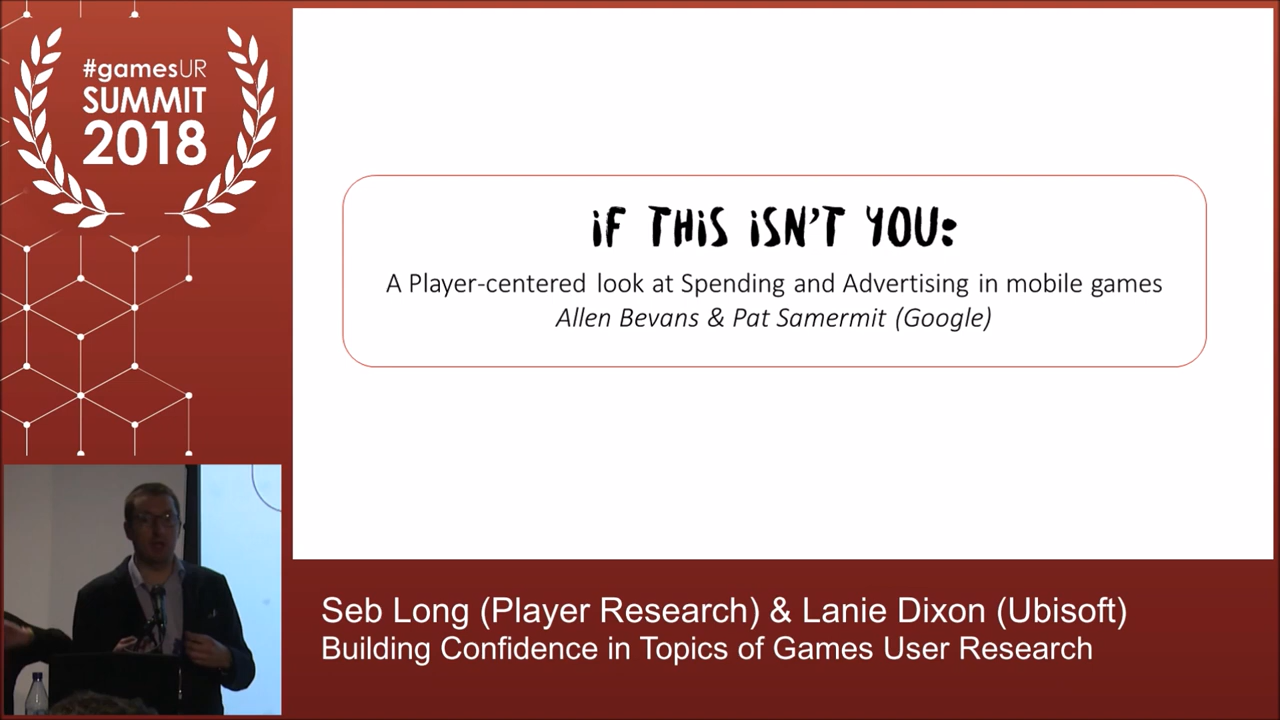 #gamesUR
SUMMIT
2018
iF THiS iSN'T YOU:
A Player-centered look at Spending and Advertising in mobile games
Allen Bevans & Pat Samermit (Google)
Seb Long (Player Research) & Lanie Dixon (Ubisoft)
Building Confidence in Topics of Games User Research